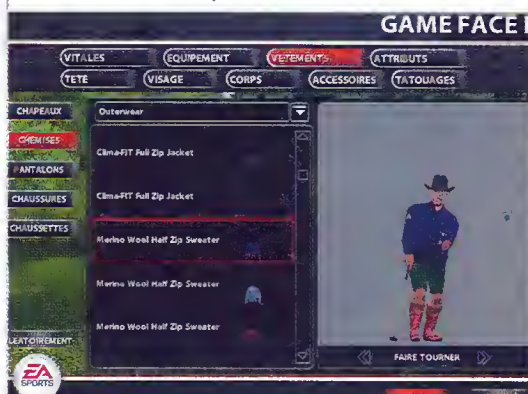 GAME FACE
VITALES
EQUIPEMENT
VETEMENTS
ATTRIBUTS
TETE
VISAGE
CORPS
ACCESSOIRES
TATOUAGES
CHAPEAUX
CHEMISES
PANTALONS
CHAUSSURES
CHAUSSETTES
Outerwear
Clima-FIT Full Zip Jacket
Clima-FIT Full Zip Jacket
Merino Wool Half Zip Sweater
Merino Wool Half Zip Sweater
Merino Wool Half Zip Sweater
LEATOIREMENT
FAIRE TOURNER
EA
SPORTS